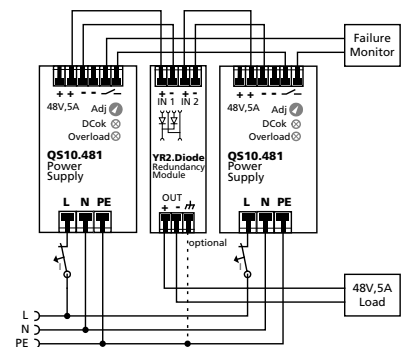 Failure
Monitor
+ + - -
+ - + -
IN 1 IN 2
+ + - -
48V,5A Adj
DCok
Overload
QS10.481
Power
Supply
L N PE
YR2.Diode
Redundancy
Module
OUT
+ -
optional
48V,5A Adj
DCok
Overload
QS10.481
Power
Supply
L N PE
I
I
48V,5A
Load
L
N
PE